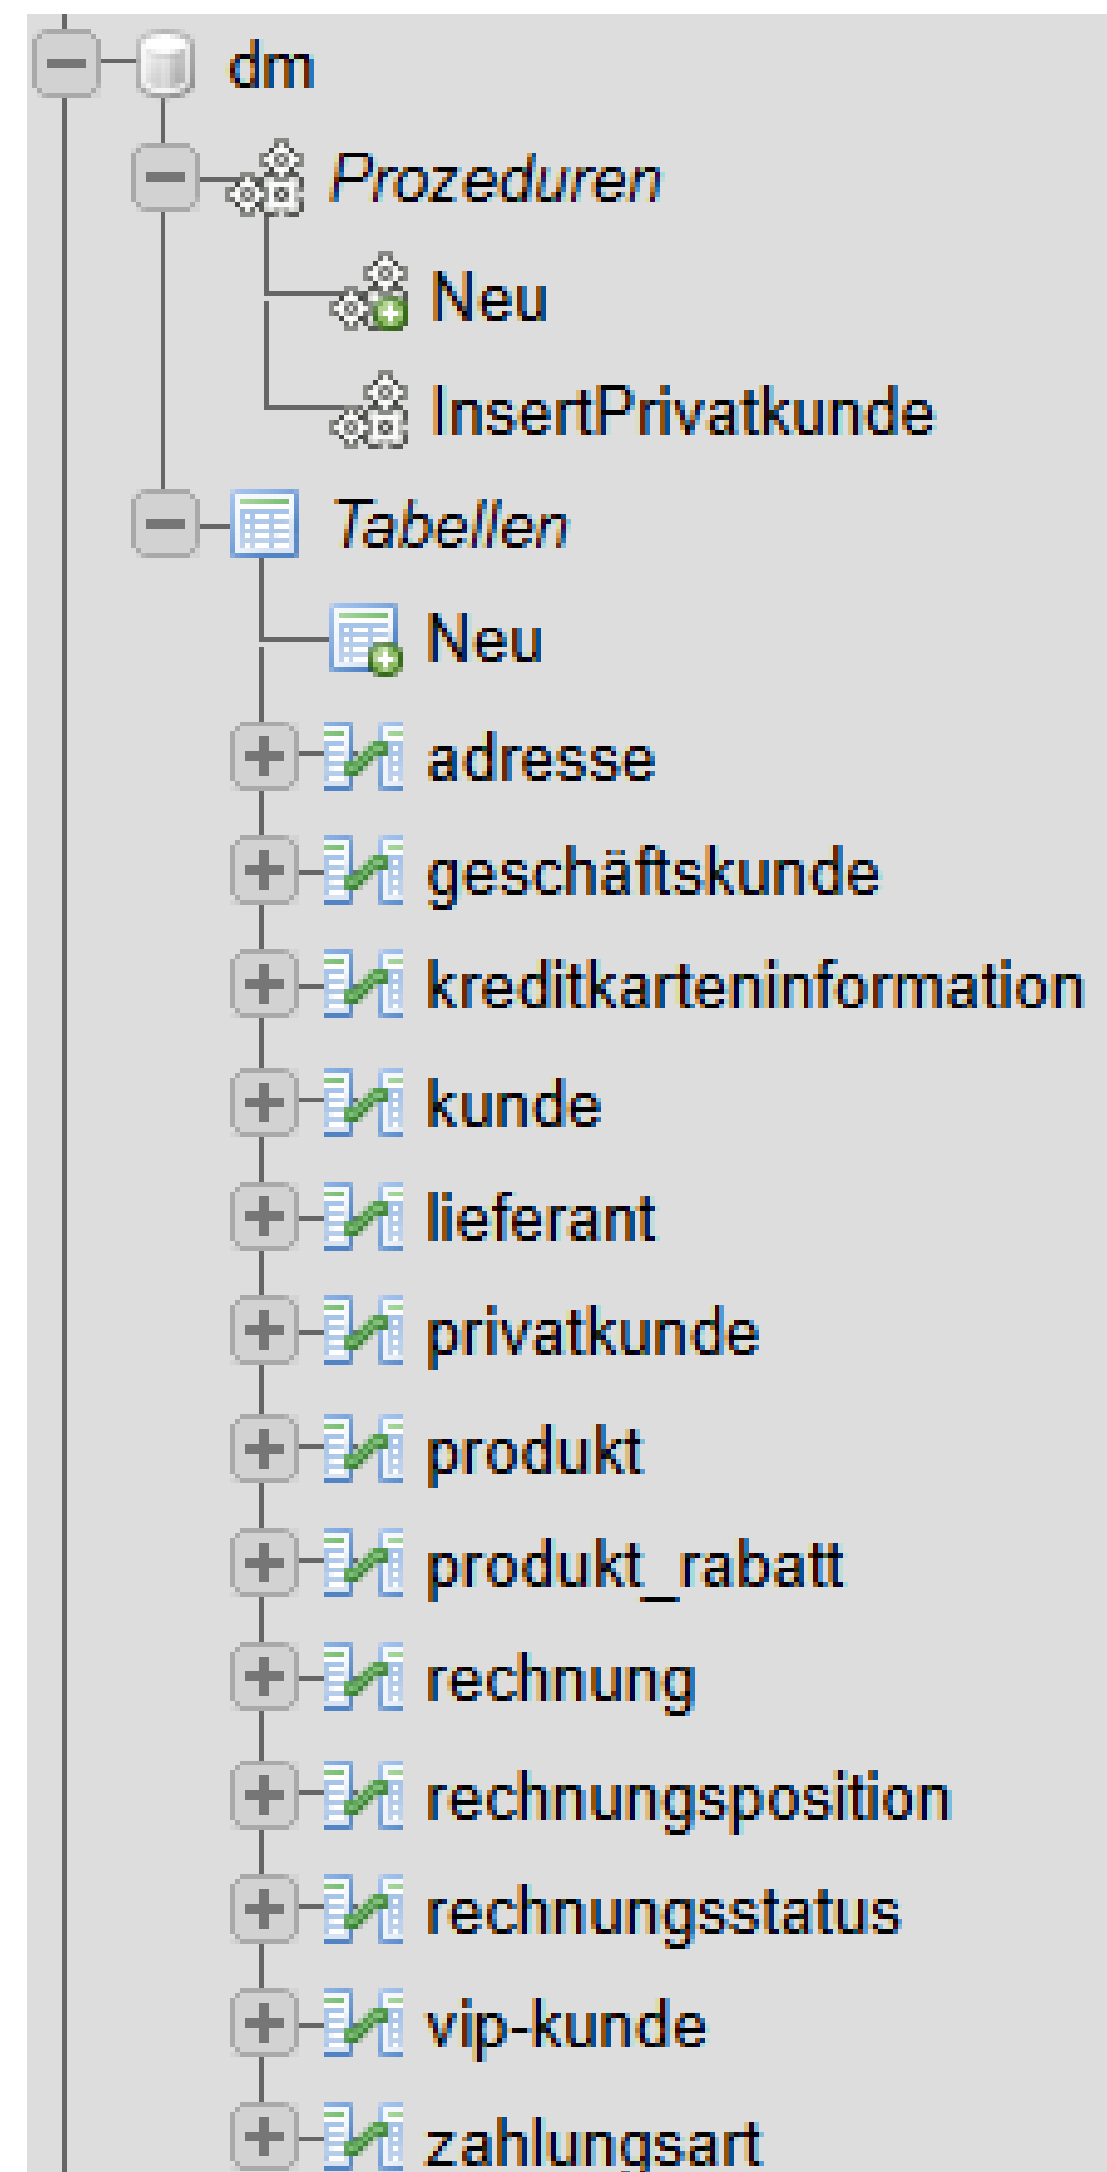 dm
Prozeduren
Neu
InsertPrivatkunde
Tabellen
Neu
adresse
geschäftskunde
kreditkarteninformation
kunde
lieferant
privatkunde
produkt
produkt_rabatt
rechnung
rechnungsposition
rechnungsstatus
vip-kunde
zahlungsart